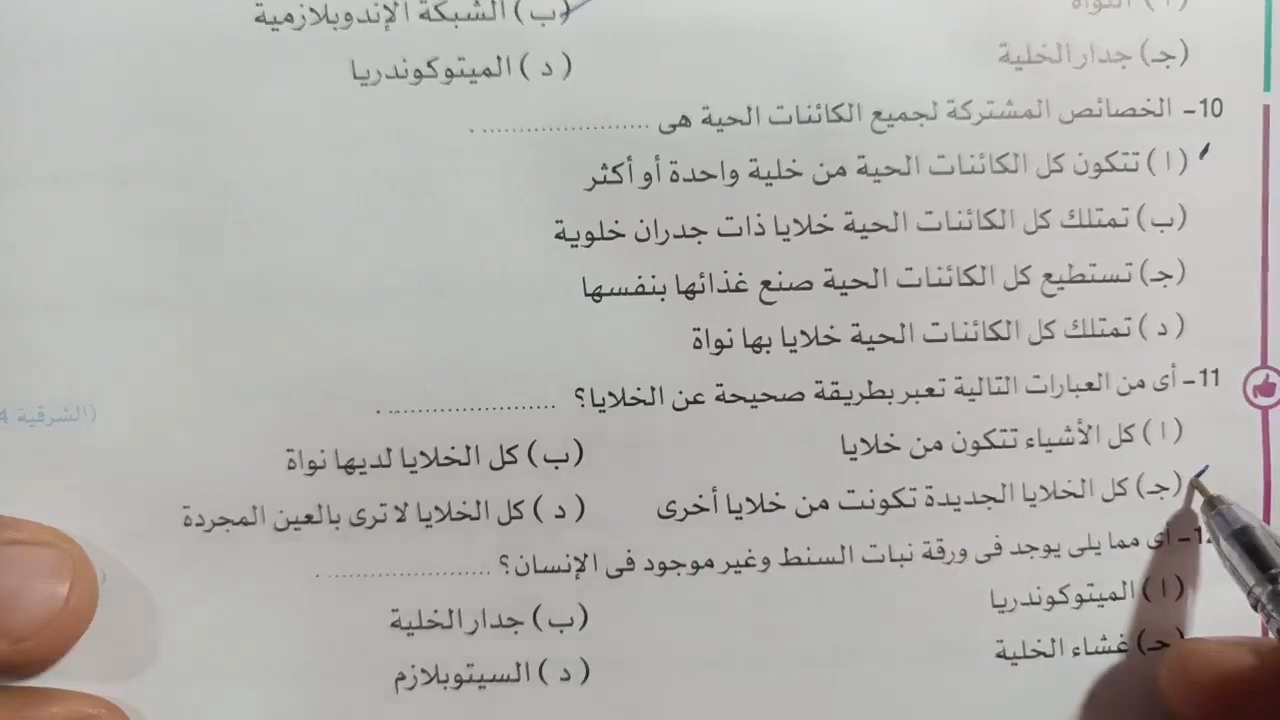 (ا) النواة (ب) الشبكة الإندوبلازمية
(جـ) جدار الخلية (د) الميتوكوندريا
10- الخصائص المشتركة لجميع الكائنات الحية هى ........................ .
(ا) تتكون كل الكائنات الحية من خلية واحدة أو أكثر
(ب) تمتلك كل الكائنات الحية خلايا ذات جدران خلوية
(جـ) تستطيع كل الكائنات الحية صنع غذائها بنفسها
(د) تمتلك كل الكائنات الحية خلايا بها نواة
11- أى من العبارات التالية تعبر بطريقة صحيحة عن الخلايا؟ ........................ .
(الشرقية
(ا) كل الأشياء تتكون من خلايا (ب) كل الخلايا لديها نواة
(جـ) كل الخلايا الجديدة تكونت من خلايا أخرى (د) كل الخلايا لا ترى بالعين المجردة
أى مما يلى يوجد فى ورقة نبات السنط وغير موجود فى الإنسان؟ ........................ .
(ا) الميتوكوندريا (ب) جدار الخلية
(جـ) غشاء الخلية (د) السيتوبلازم